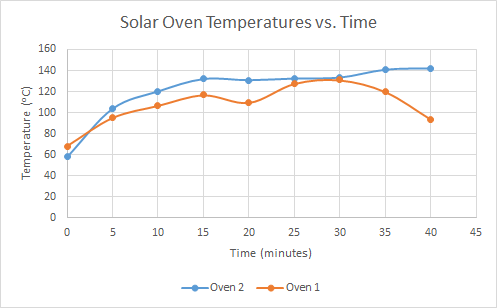 Solar Oven Temperatures vs. Time
160
140
120
100
80
60
40
20
0
Temperature (°C)
0 5 10 15 20 25 30 35 40 45
Time (minutes)
Oven 2 Oven 1